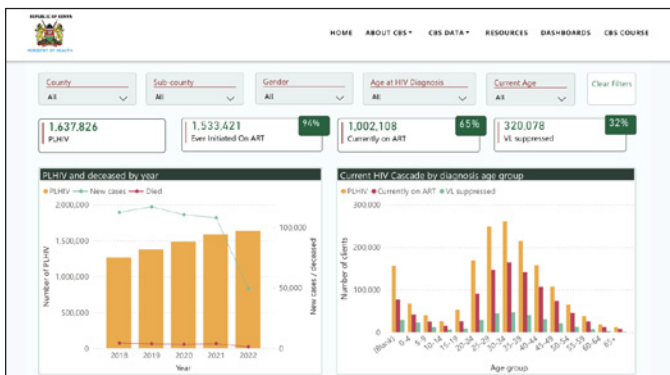 REPUBLIC OF KENYA
MINISTRY OF HEALTH
HOME ABOUT CBS CBS DATA RESOURCES DASHBOARDS CBS COURSE
County Sub-county Gender Age at HIV Diagnosis Current Age Clear Filters
All All All All All
1,637,826 1,533,421 94% 1,002,108 65% 320,078 32%
PLHIV Ever Initiated On ART Currently on ART VL suppressed
PLHIV and deceased by year
PLHIV New cases Died
2,000,000
1,500,000
1,000,000
500,000
0
Number of PLHIV
100,000
50,000
0
New cases / deceased
2018 2019 2020 2021 2022
Year
Current HIV Cascade by diagnosis age group
PLHIV Currently on ART VL suppressed
300,000
200,000
100,000
0
Number of clients
(Blank) 0-4 5-9 10-14 15-19 20-24 25-29 30-34 35-39 40-44 45-49 50-54 55-59 60-64 65+
Age group